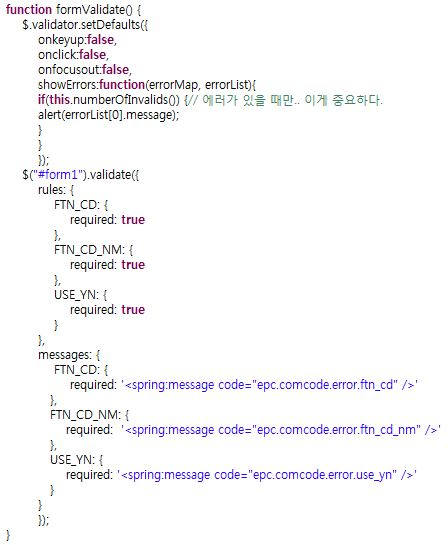 function formValidate() {
$.validator.setDefaults({
onkeyup:false,
onclick:false,
onfocusout:false,
showErrors:function(errorMap, errorList){
if(this.numberOfInvalids()) {// 에러가 있을 때만.. 이게 중요하다.
alert(errorList[0].message);
}
}
});
$("#form1").validate({
rules: {
FTN_CD: {
required: true
},
FTN_CD_NM: {
required: true
},
USE_YN: {
required: true
}
},
messages: {
FTN_CD: {
required: '<spring:message code="epc.comcode.error.ftn_cd" />'
},
FTN_CD_NM: {
required: '<spring:message code="epc.comcode.error.ftn_cd_nm" />'
},
USE_YN: {
required: '<spring:message code="epc.comcode.error.use_yn" />'
}
}
});
}